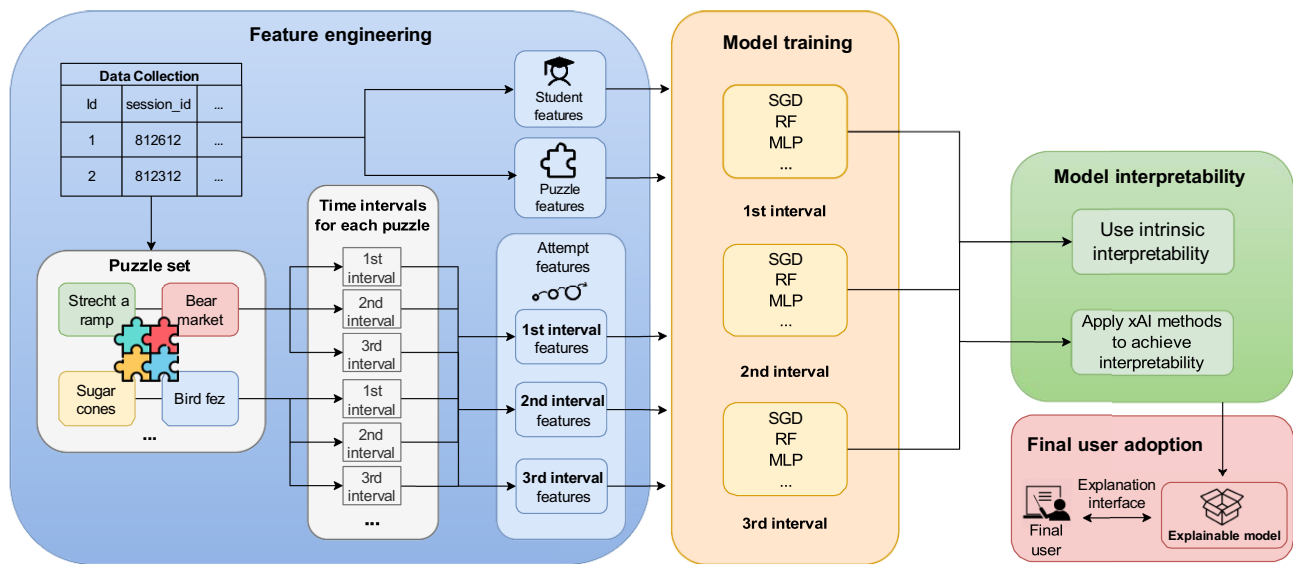 Feature engineering
Data Collection
Id session_id ...
1 812612 ...
2 812312 ...
Student
features
Puzzle
features
Puzzle set
Strecht a
ramp
Bear
market
Sugar
cones
Bird fez
...
Time intervals
for each puzzle
1st
interval
2nd
interval
3rd
interval
1st
interval
2nd
interval
3rd
interval
...
Attempt
features
1st interval
features
2nd interval
features
3rd interval
features
Model training
SGD
RF
MLP
...
1st interval
SGD
RF
MLP
...
2nd interval
SGD
RF
MLP
...
3rd interval
Model interpretability
Use intrinsic
interpretability
Apply xAI methods
to achieve
interpretability
Final user adoption
Final
user
Explanation
interface
Explainable model